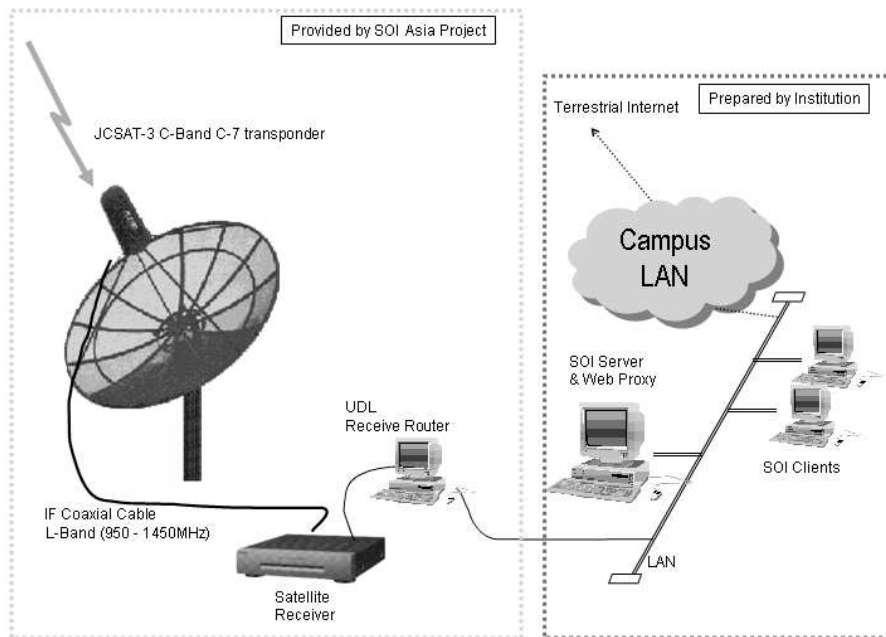 Provided by SOI Asia Project
JCSAT-3 C-Band C-7 transponder
IF Coaxial Cable
L-Band (950 - 1450MHz)
UDL
Receive Router
Satellite
Receiver
Prepared by Institution
Terrestrial Internet
Campus
LAN
SOI Server
& Web Proxy
SOI Clients
LAN